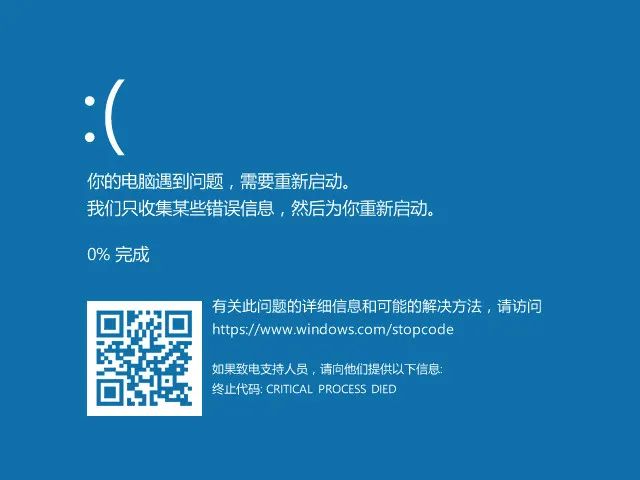 :(
你的电脑遇到问题，需要重新启动。
我们只收集某些错误信息，然后为你重新启动。
0% 完成
有关此问题的详细信息和可能的解决方法，请访问
https://www.windows.com/stopcode
如果致电支持人员，请向他们提供以下信息:
终止代码: CRITICAL PROCESS DIED